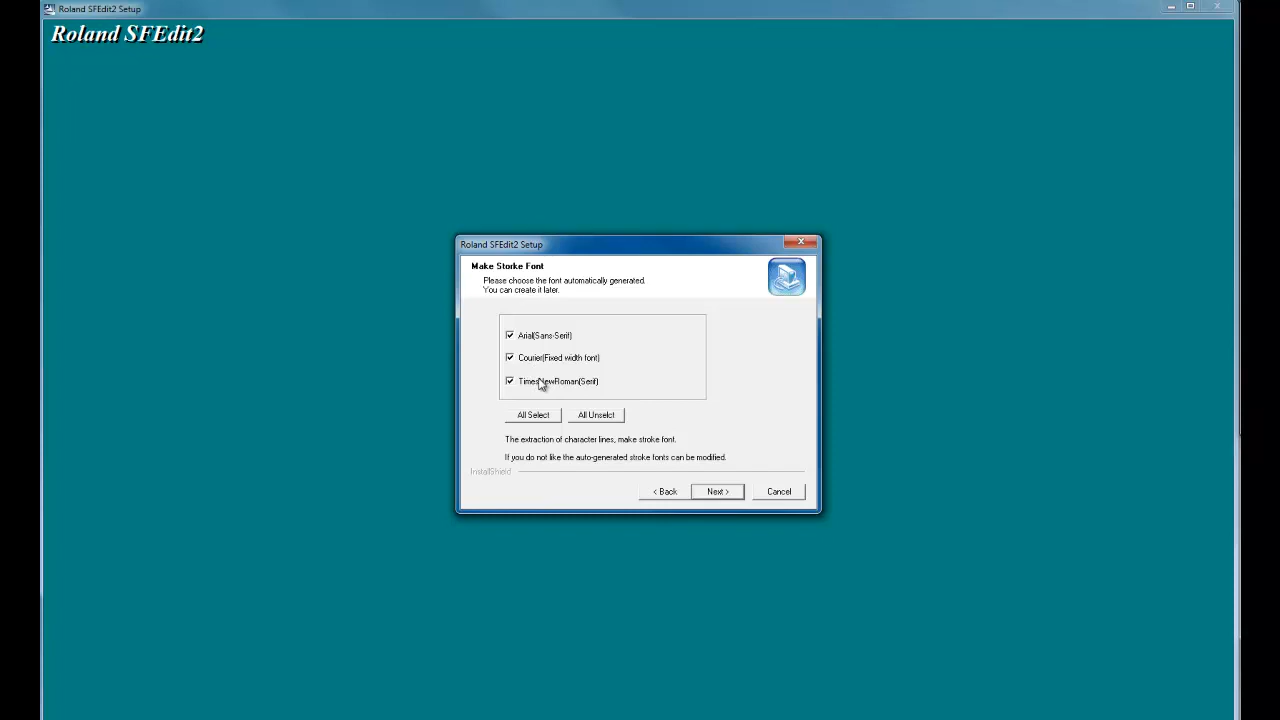 Roland SFEdit2 Setup
Roland SFEdit2
Roland SFEdit2 Setup
Make Storke Font
Please choose the font automatically generated.
You can create it later.
Arial(Sans-Serif)
Courier(Fixed width font)
TimesNewRoman(Serif)
All Select
All Unselct
The extraction of character lines, make stroke font.
If you do not like the auto-generated stroke fonts can be modified.
InstallShield
< Back
Next >
Cancel